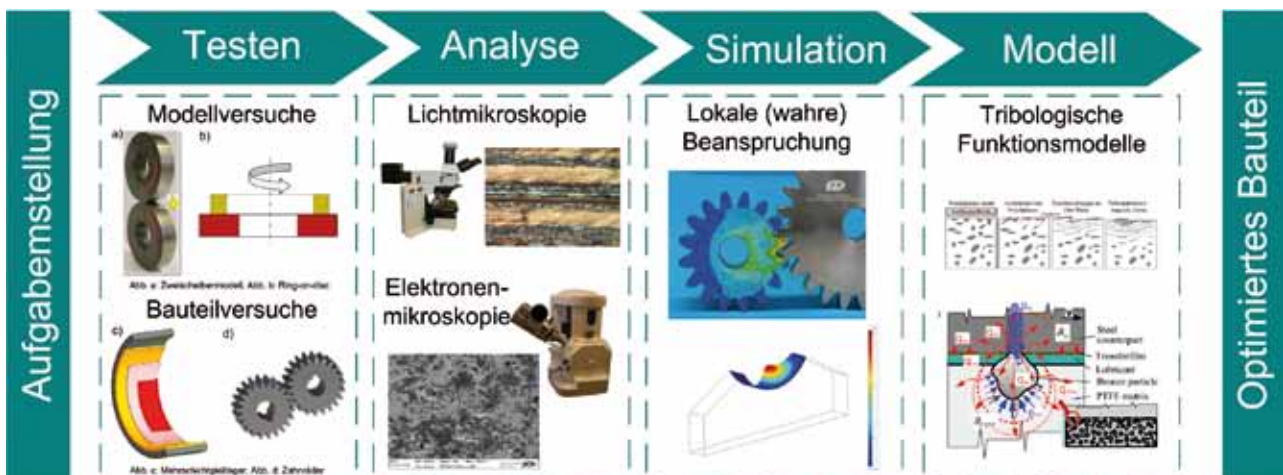 Aufgabemstellung
Testen
Analyse
Simulation
Modell
Optimiertes Bauteil
Modellversuche
a)
b)
Abb. a: Zweischeibenmodell, Abb. b: Ring-on-disc
Bauteilversuche
c)
d)
Abb. c: Mehrschichtgleitlager, Abb. d: Zahnräder
Lichtmikroskopie
Elektronen-
mikroskopie
Lokale (wahre)
Beanspruchung
Tribologische
Funktionsmodelle
Steel
counterpart
Transferfilm
Lubricant
Bronze particle
PTFE matrix